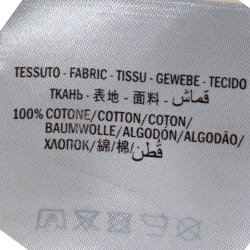 TESSUTO - FABRIC - TISSU - GEWEBE - TECIDO
ТКАНЬ - 表地 - 面料 - قماش
100% COTONE/COTTON/COTON/
BAUMWOLLE/ALGODÓN/ALGODÃO/
ХЛОПОК/綿/棉/قطن